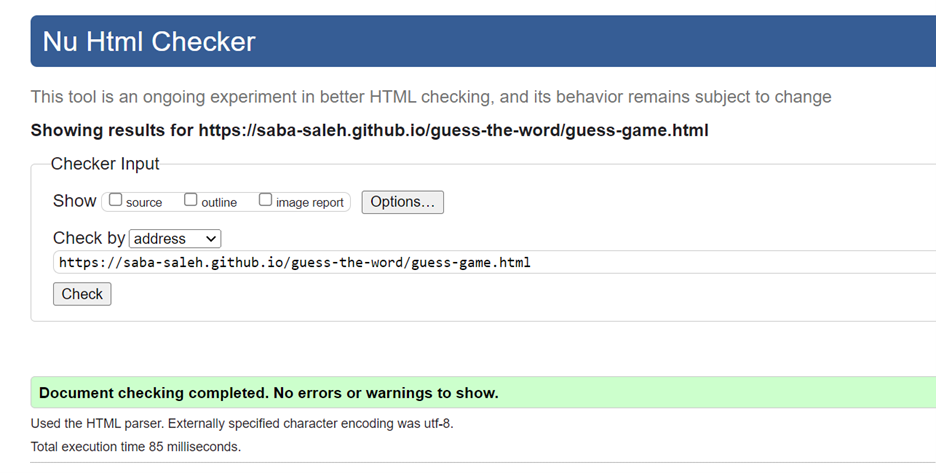 Nu Html Checker
This tool is an ongoing experiment in better HTML checking, and its behavior remains subject to change
Showing results for https://saba-saleh.github.io/guess-the-word/guess-game.html
Checker Input
Show source outline image report Options...
Check by address
https://saba-saleh.github.io/guess-the-word/guess-game.html
Check
Document checking completed. No errors or warnings to show.
Used the HTML parser. Externally specified character encoding was utf-8.
Total execution time 85 milliseconds.